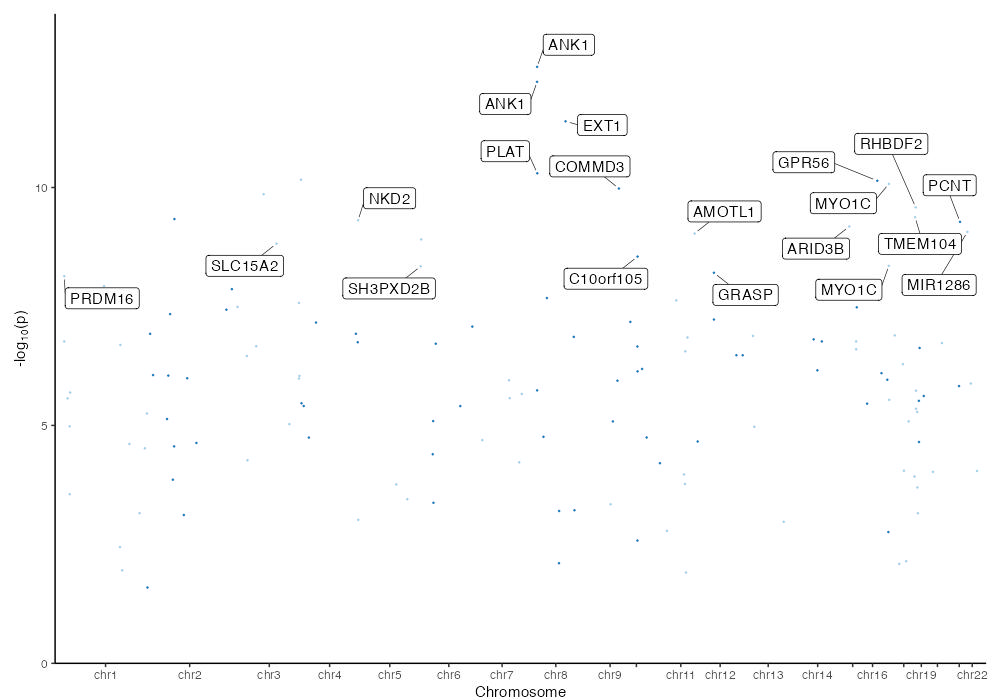 ANK1
ANK1
EXT1
RHBDF2
PLAT
GPR56
COMMD3
PCNT
10
NKD2
MYO1C
AMOTL1
TMEM104
ARID3B
SLC15A2
C10orf105
MIR1286
SH3PXD2B
MYO1C
GRASP
PRDM16
-log10(p)
5
0
chr1 chr2 chr3 chr4 chr5 chr6 chr7 chr8 chr9 chr11 chr12 chr13 chr14 chr16 chr19 chr22
Chromosome